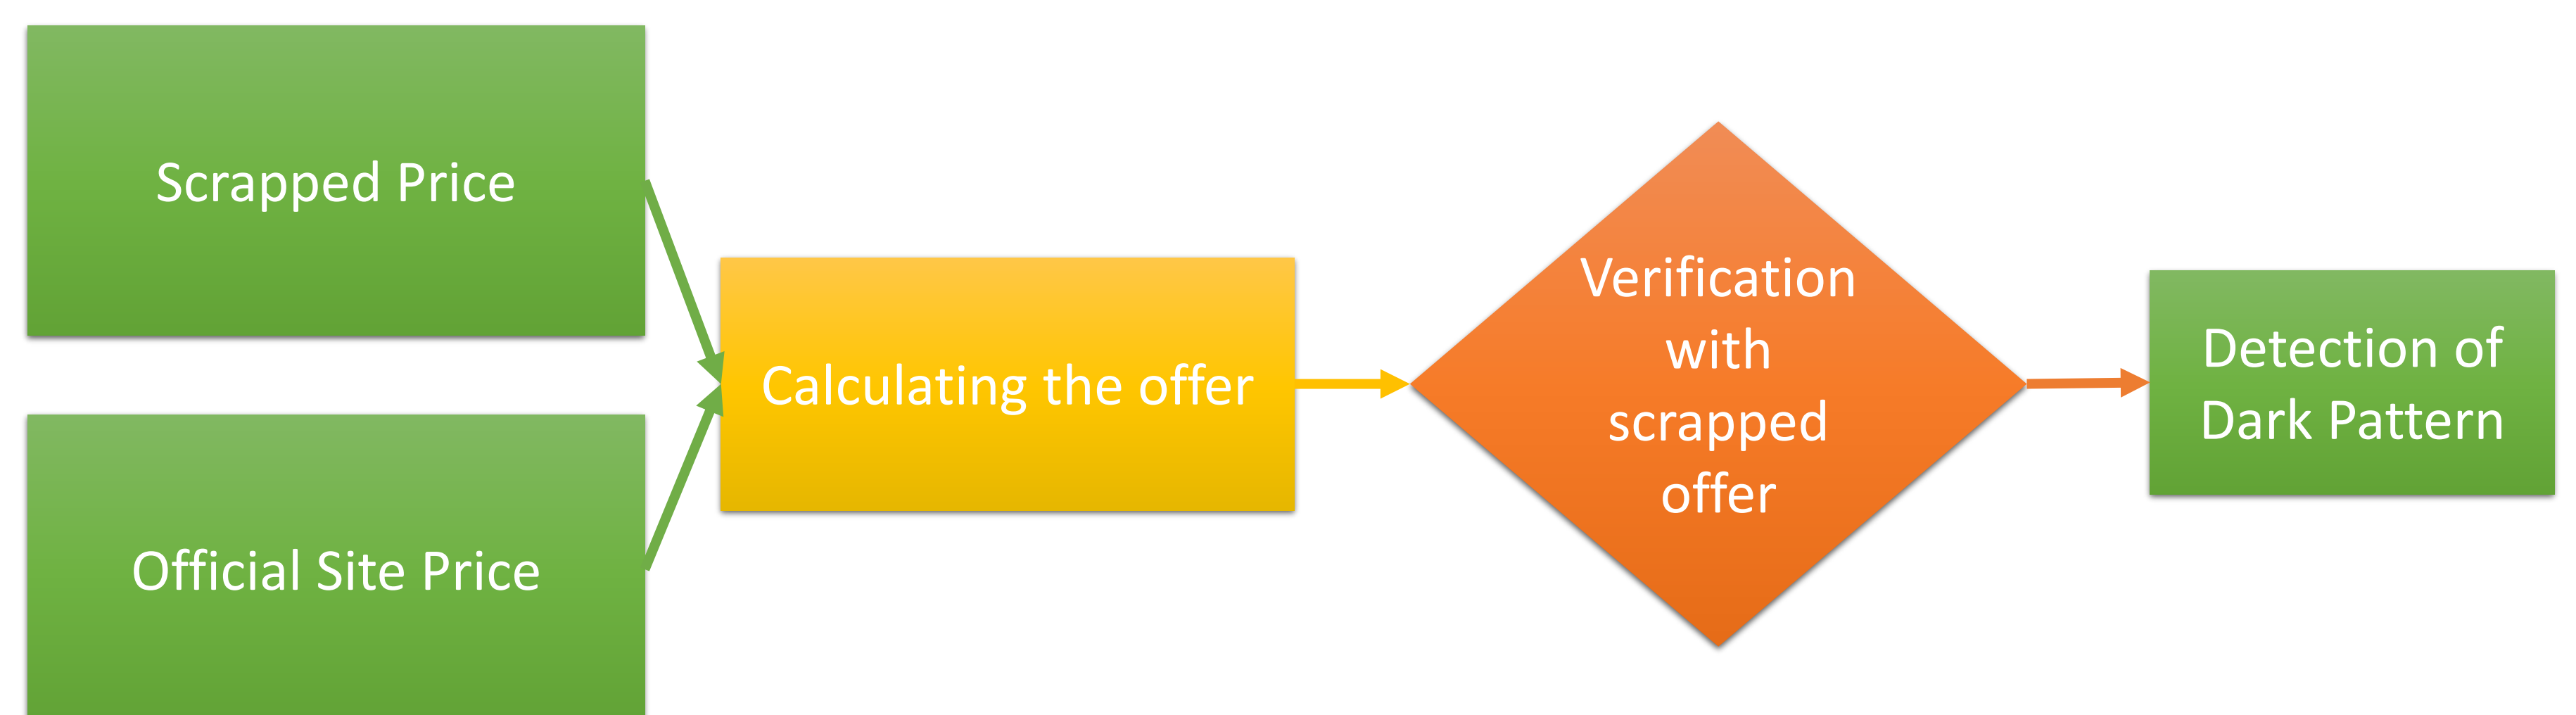 Scrapped Price
Official Site Price
Calculating the offer
Verification
with
scrapped
offer
Detection of
Dark Pattern